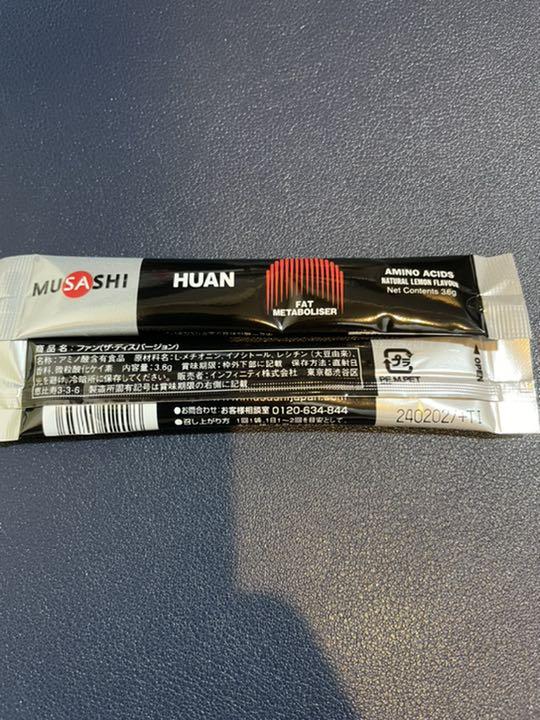 MUSASHI
HUAN
FAT
METABOLISER
AMINO ACIDS
NATURAL LEMON FLAVOUR
Net Contents 3.6g
商品名:ファン(ザ・ディスパージョン)
名称:アミノ酸含有食品 原材料名:L-メチオニン、イノシトール、レシチン(大豆由来)、
香料、微粒酸化ケイ素 内容量:3.6g 賞味期限:枠外下部に記載 保存方法:直射日
光を避け、冷暗所に保存してください。 販売者:インフィニティ株式会社 東京都渋谷区
恵比寿3-3-6 製造所固有記号は賞味期限の右側に記載
プラ
PE,M,PET
OPEN
●お問合わせ お客様相談室 0120-634-844
●召し上がり方 1回1袋、1日1~2回を目安として、
2402027+TI